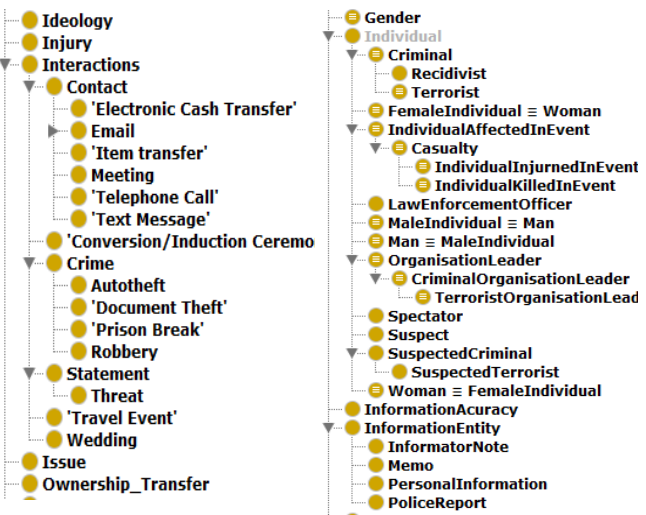 Ideology
Injury
Interactions
Contact
'Electronic Cash Transfer'
Email
'Item transfer'
Meeting
'Telephone Call'
'Text Message'
'Conversion/Induction Ceremo
Crime
Autotheft
'Document Theft'
'Prison Break'
Robbery
Statement
Threat
'Travel Event'
Wedding
Issue
Ownership_Transfer
Gender
Individual
Criminal
Recidivist
Terrorist
FemaleIndividual ≡ Woman
IndividualAffectedInEvent
Casualty
IndividualInjurnedInEvent
IndividualKilledInEvent
LawEnforcementOfficer
MaleIndividual ≡ Man
Man ≡ MaleIndividual
OrganisationLeader
CriminalOrganisationLeader
TerroristOrganisationLead
Spectator
Suspect
SuspectedCriminal
SuspectedTerrorist
Woman ≡ FemaleIndividual
InformationAcuracy
InformationEntity
InformatorNote
Memo
PersonalInformation
PoliceReport